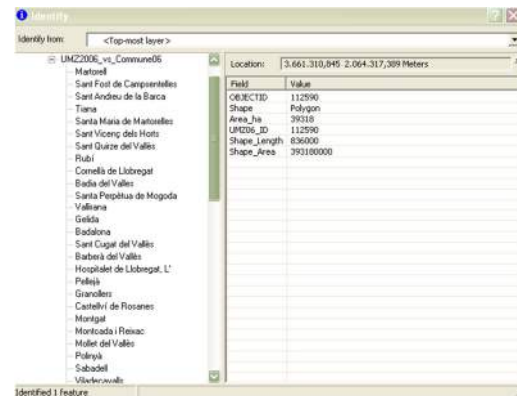 Identify
Identify from: <Top-most layer>
UMZ2006_vs_Commune06
Martorell
Sant Fost de Campsentelles
Sant Andreu de la Barca
Tiana
Santa Maria de Martorelles
Sant Vicenç dels Horts
Sant Quirze del Vallès
Rubí
Cornellà de Llobregat
Badia del Valles
Santa Perpètua de Mogoda
Vallirana
Gelida
Badalona
Sant Cugat del Vallès
Barberà del Vallès
Hospitalet de Llobregat, L'
Pallejà
Granollers
Castellví de Rosanes
Montgat
Montcada i Reixac
Mollet del Vallès
Polinyà
Sabadell
Viladecavalls
Location: 3.661.310,845 2.064.317,389 Meters
Field Value
OBJECTID 112590
Shape Polygon
Area_ha 39318
UMZ06_ID 112590
Shape_Length 836000
Shape_Area 393180000
Identified 1 feature